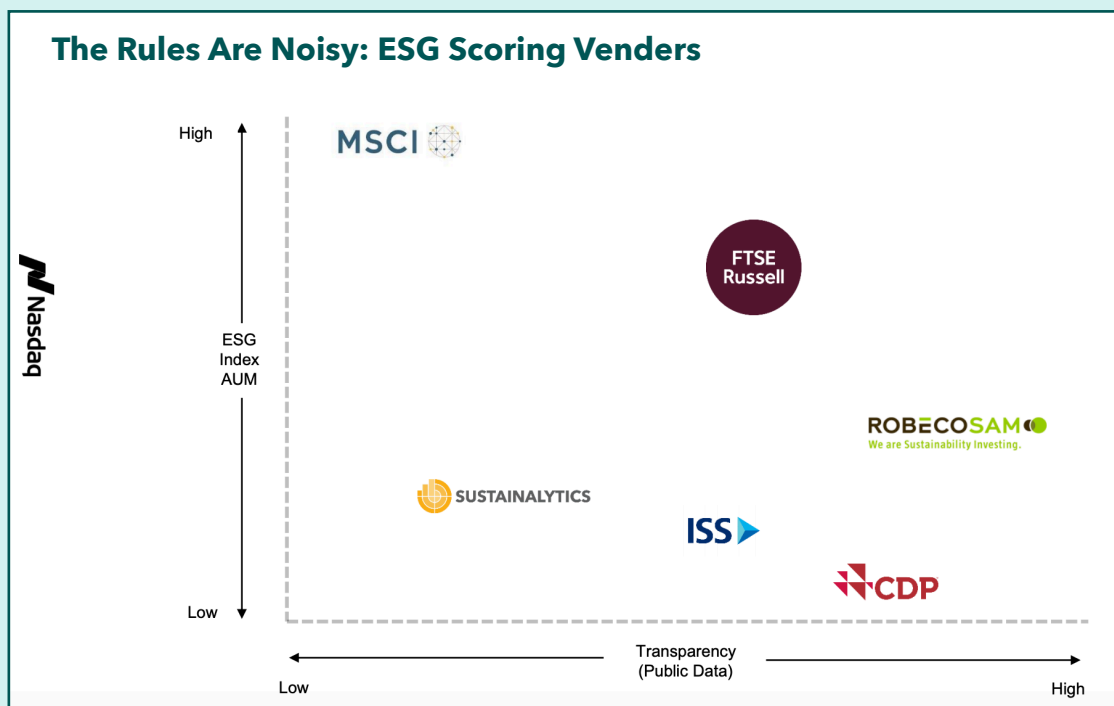 The Rules Are Noisy: ESG Scoring Venders
High
MSCI
FTSE
Russell
Nasdaq
ESG
Index
AUM
ROBECOSAM
We are Sustainability Investing.
SUSTAINALYTICS
ISS
CDP
Low
Transparency
(Public Data)
Low
High